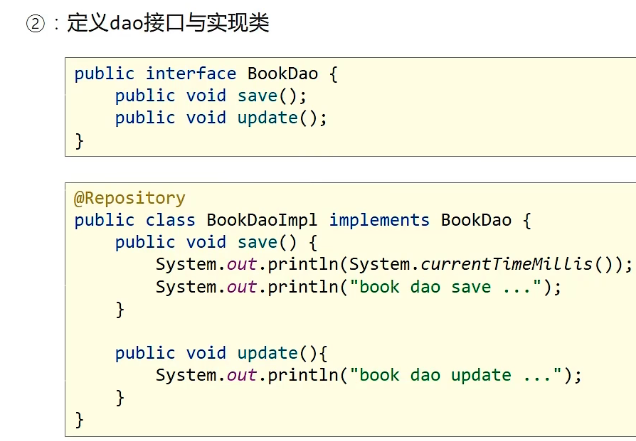 ②：定义dao接口与实现类
public interface BookDao {
    public void save();
    public void update();
}
@Repository
public class BookDaoImpl implements BookDao {
    public void save() {
        System.out.println(System.currentTimeMillis());
        System.out.println("book dao save ...");
    }
    public void update(){
        System.out.println("book dao update ...");
    }
}